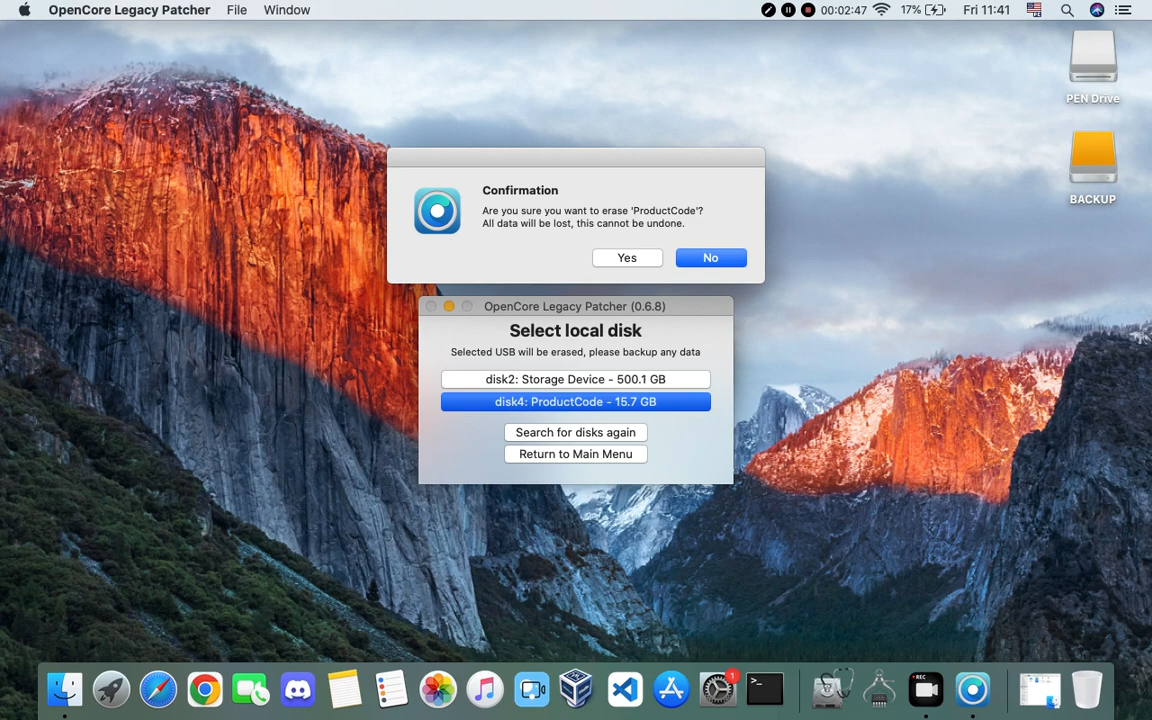 OpenCore Legacy Patcher File Window 00:02:47 17% Fri 11:41
PEN Drive
BACKUP
Confirmation
Are you sure you want to erase 'ProductCode'?
All data will be lost, this cannot be undone.
Yes No
OpenCore Legacy Patcher (0.6.8)
Select local disk
Selected USB will be erased, please backup any data
disk2: Storage Device - 500.1 GB
disk4: ProductCode - 15.7 GB
Search for disks again
Return to Main Menu
1
REC
>_